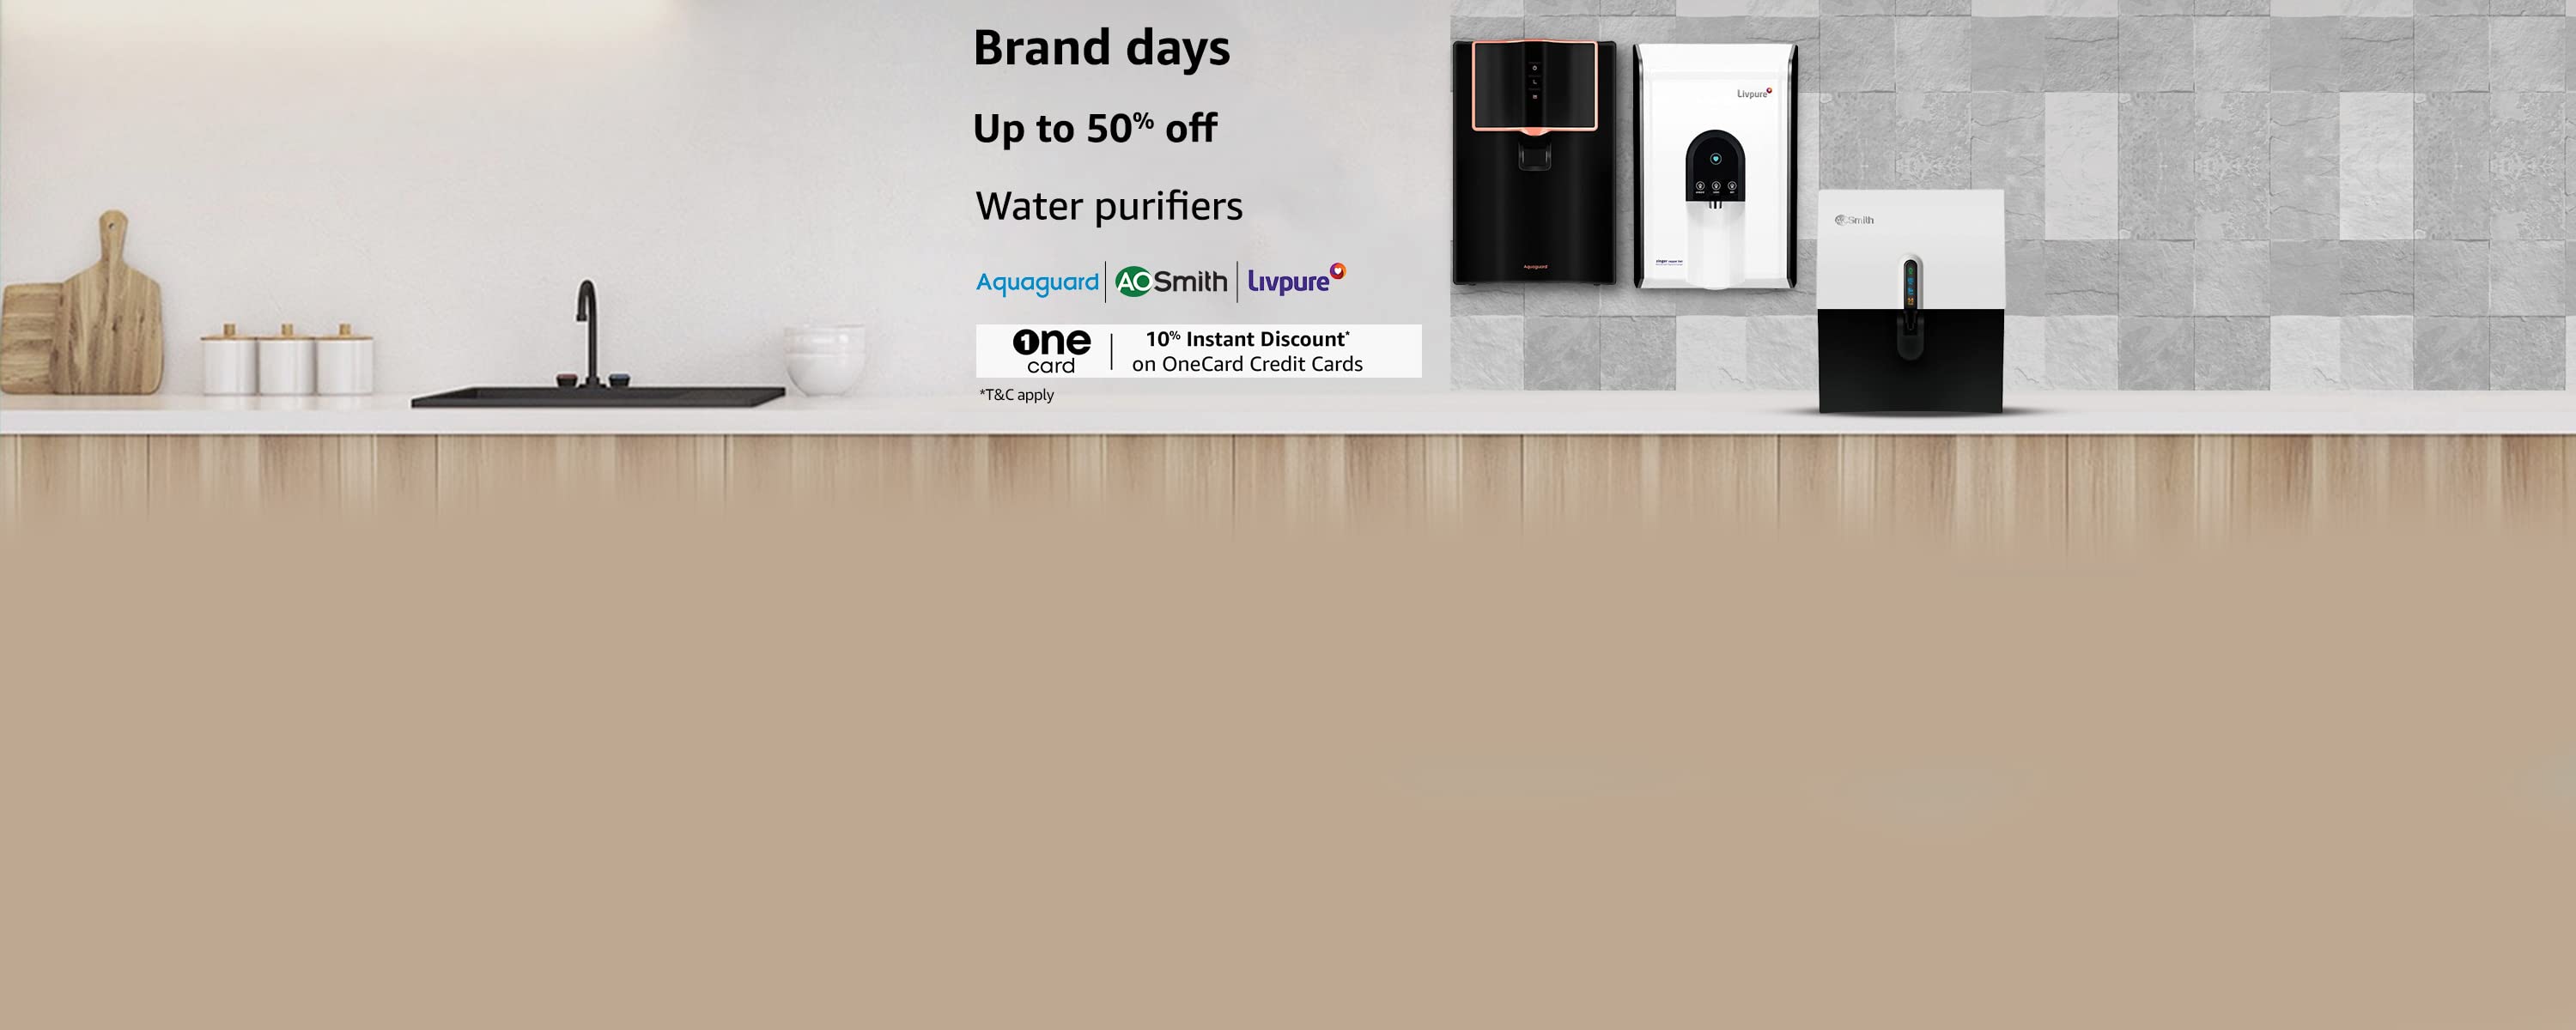 Brand days
Up to 50% off
Water purifiers
Aquaguard | AO Smith | Livpure
one card | 10% Instant Discount*
on OneCard Credit Cards
*T&C apply
Livpure
Smith
Aquaguard